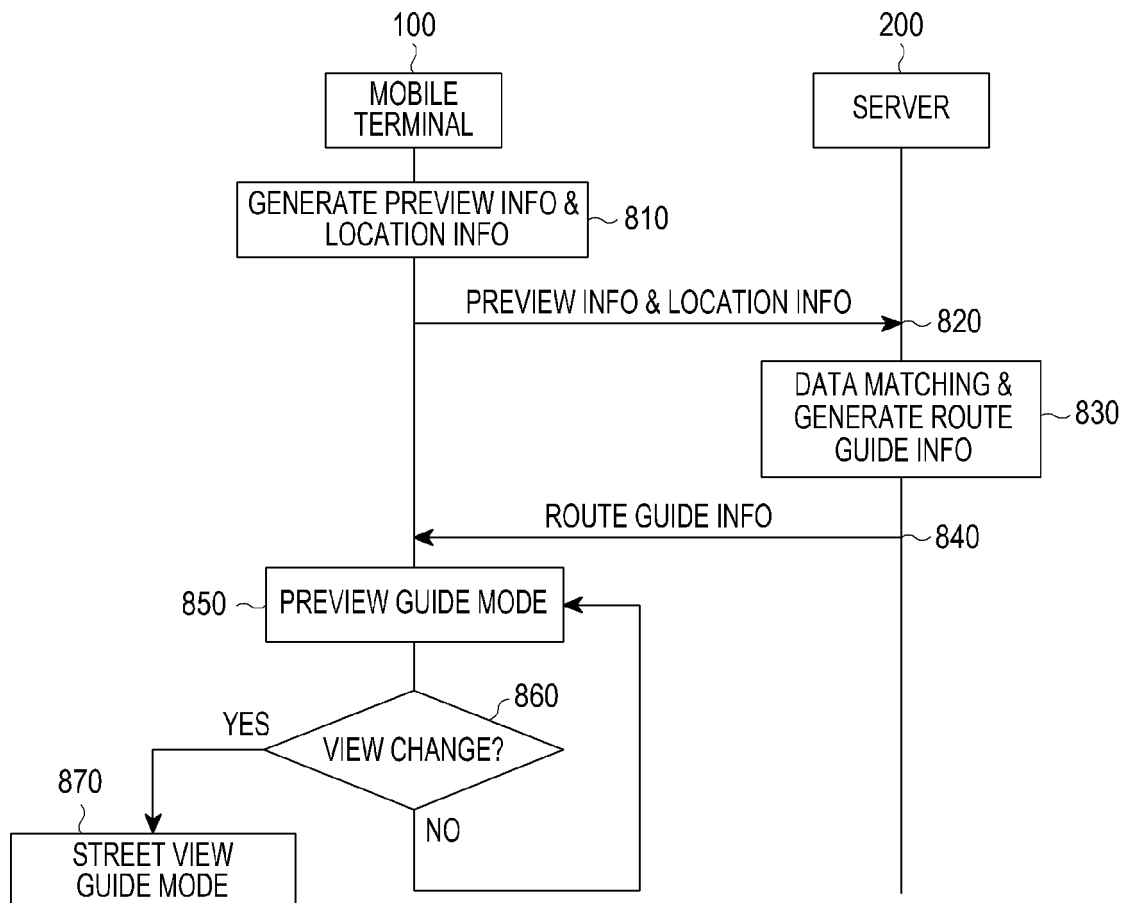 100
200
MOBILE
TERMINAL
SERVER
GENERATE PREVIEW INFO &
LOCATION INFO
810
PREVIEW INFO & LOCATION INFO
820
DATA MATCHING &
GENERATE ROUTE
GUIDE INFO
830
ROUTE GUIDE INFO
840
850
PREVIEW GUIDE MODE
860
YES
VIEW CHANGE?
870
NO
STREET VIEW
GUIDE MODE